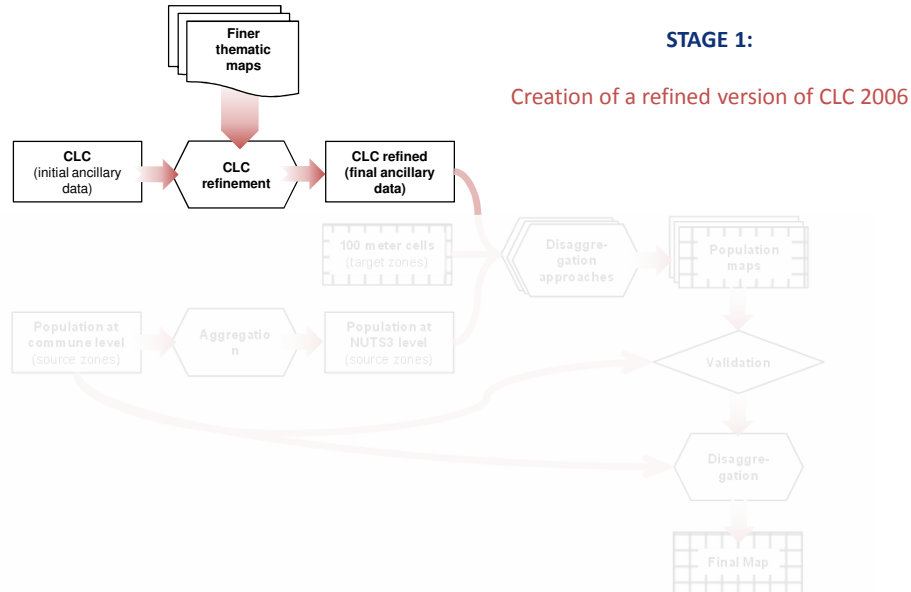 Finer
thematic
maps
STAGE 1:
Creation of a refined version of CLC 2006
CLC
(initial ancillary
data)
CLC
refinement
CLC refined
(final ancillary
data)
100 meter cells
(target zones)
Disaggre-
gation
approaches
Population
maps
Population at
commune level
(source zones)
Aggregatio
n
Population at
NUTS3 level
(source zones)
Validation
Disaggre-
gation
Final Map